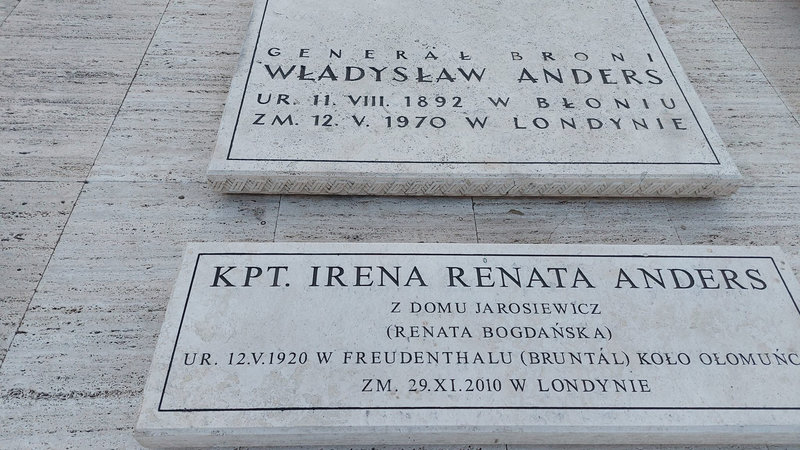 GENERAŁ BRONI
WŁADYSŁAW ANDERS
UR. 11. VIII. 1892 W BŁONIU
ZM. 12. V. 1970 W LONDYNIE
KPT. IRENA RENATA ANDERS
Z DOMU JAROSIEWICZ
(RENATA BOGDAŃSKA)
UR. 12.V.1920 W FREUDENTHALU (BRUNTÁL) KOŁO OŁOMUŃC
ZM. 29.XI.2010 W LONDYNIE